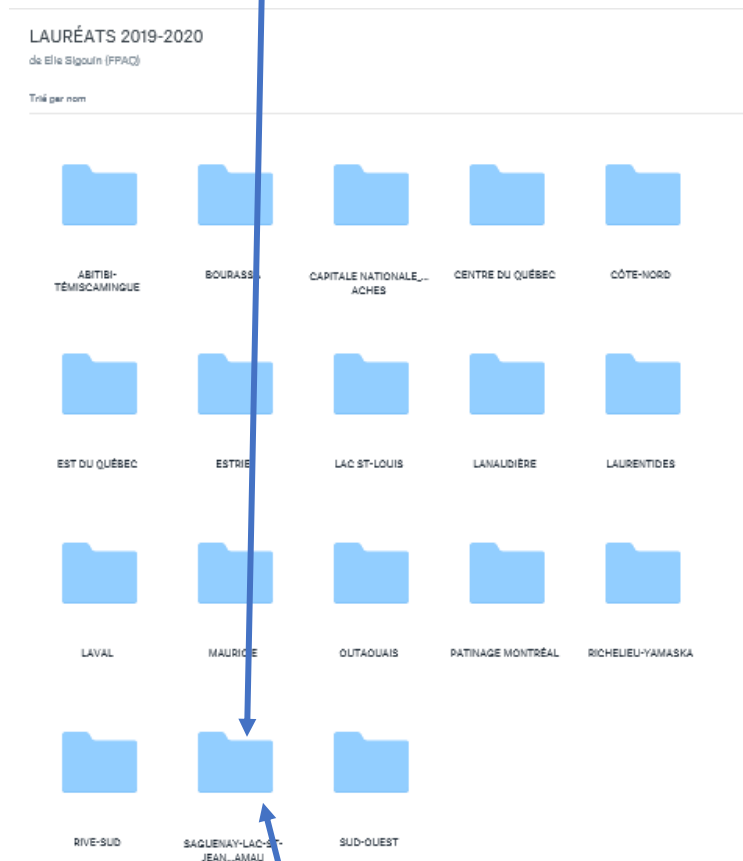 LAURÉATS 2019-2020
de Elie Sigouin (FPAQ)
Trié par nom
ABITIBI-
TÉMISCAMINGUE
BOURASSA
CAPITALE NATIONALE_...
ACHES
CENTRE DU QUÉBEC
CÔTE-NORD
EST DU QUÉBEC
ESTRIE
LAC ST-LOUIS
LANAUDIÈRE
LAURENTIDES
LAVAL
MAURICIE
OUTAOUAIS
PATINAGE MONTRÉAL
RICHELIEU-YAMASKA
RIVE-SUD
SAGUENAY-LAC-ST-
JEAN...AMAU
SUD-OUEST